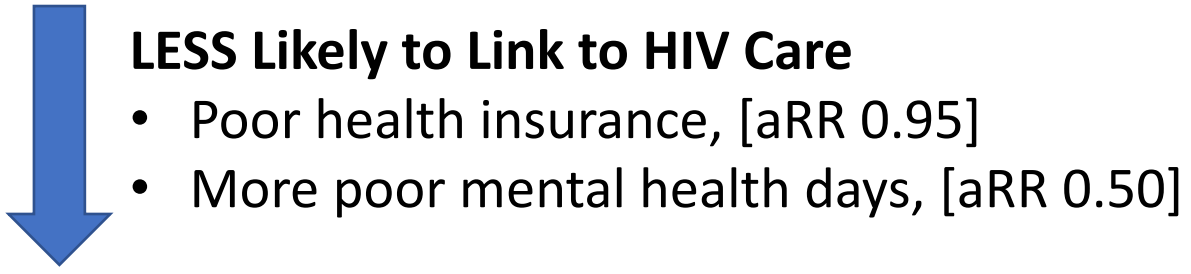 LESS Likely to Link to HIV Care
• Poor health insurance, [aRR 0.95]
• More poor mental health days, [aRR 0.50]